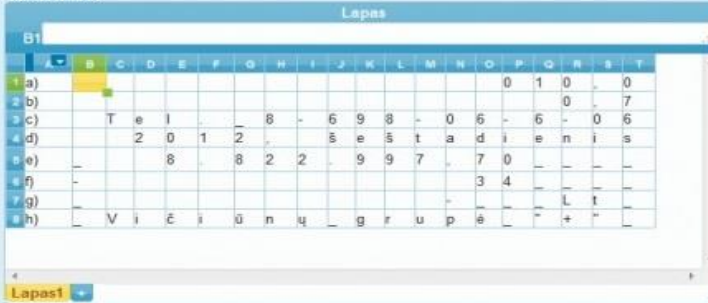 Lapas
B1
A B C D E F G H I J K L M N O P Q R S T
1 a) 0 1 0 . 0
2 b) 0 . 7
3 c) T e l . _ 8 - 6 9 8 - 0 6 - 6 - 0 6
4 d) 2 0 1 2 , š e š t a d i e n i s
5 e) _ 8 . 8 2 2 . 9 9 7 , 7 0 _ _ _ _
6 f) - 3 4 _ _ _ _
7 g) _ - _ _ _ L t _
8 h) _ V i č i ū n ų _ g r u p ė _ " + " _
Lapas1 +